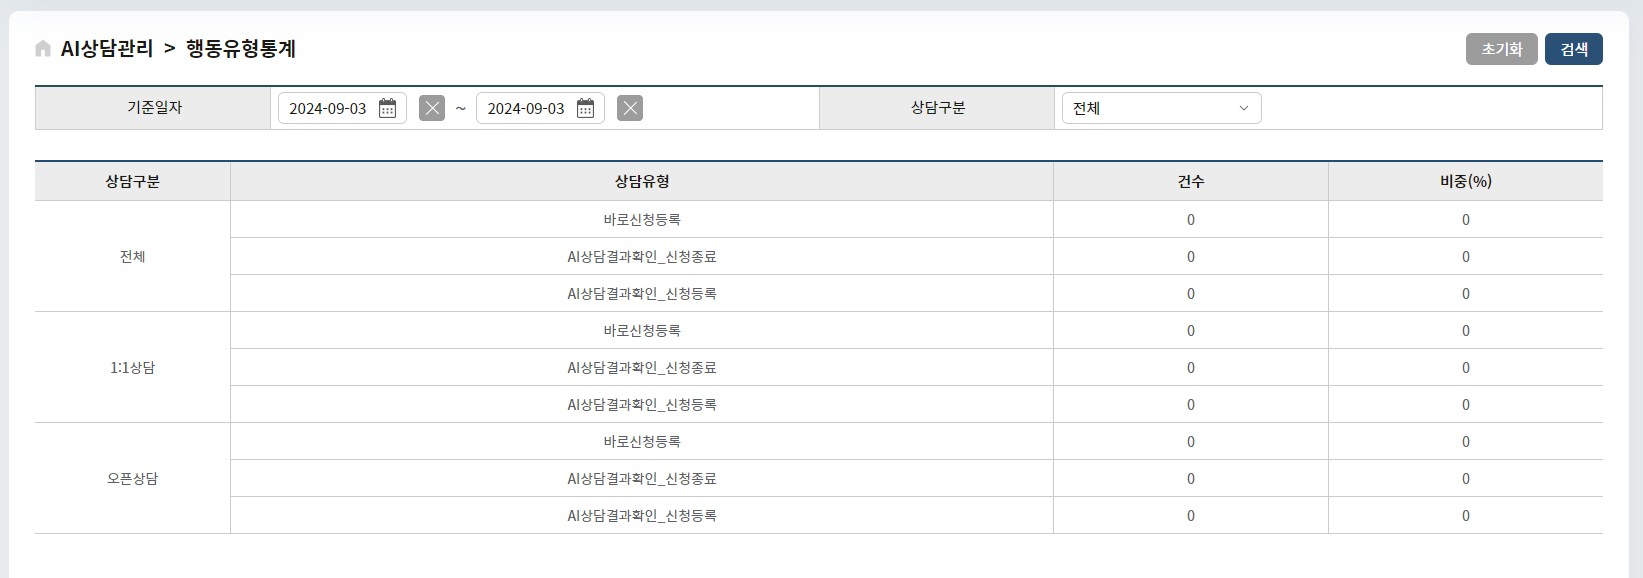 AI상담관리 > 행동유형통계
초기화 검색
기준일자 2024-09-03 ~ 2024-09-03 상담구분 전체
상담구분 상담유형 건수 비중(%)
바로신청등록 0 0
전체 AI상담결과확인_신청종료 0 0
AI상담결과확인_신청등록 0 0
바로신청등록 0 0
1:1상담 AI상담결과확인_신청종료 0 0
AI상담결과확인_신청등록 0 0
바로신청등록 0 0
오픈상담 AI상담결과확인_신청종료 0 0
AI상담결과확인_신청등록 0 0